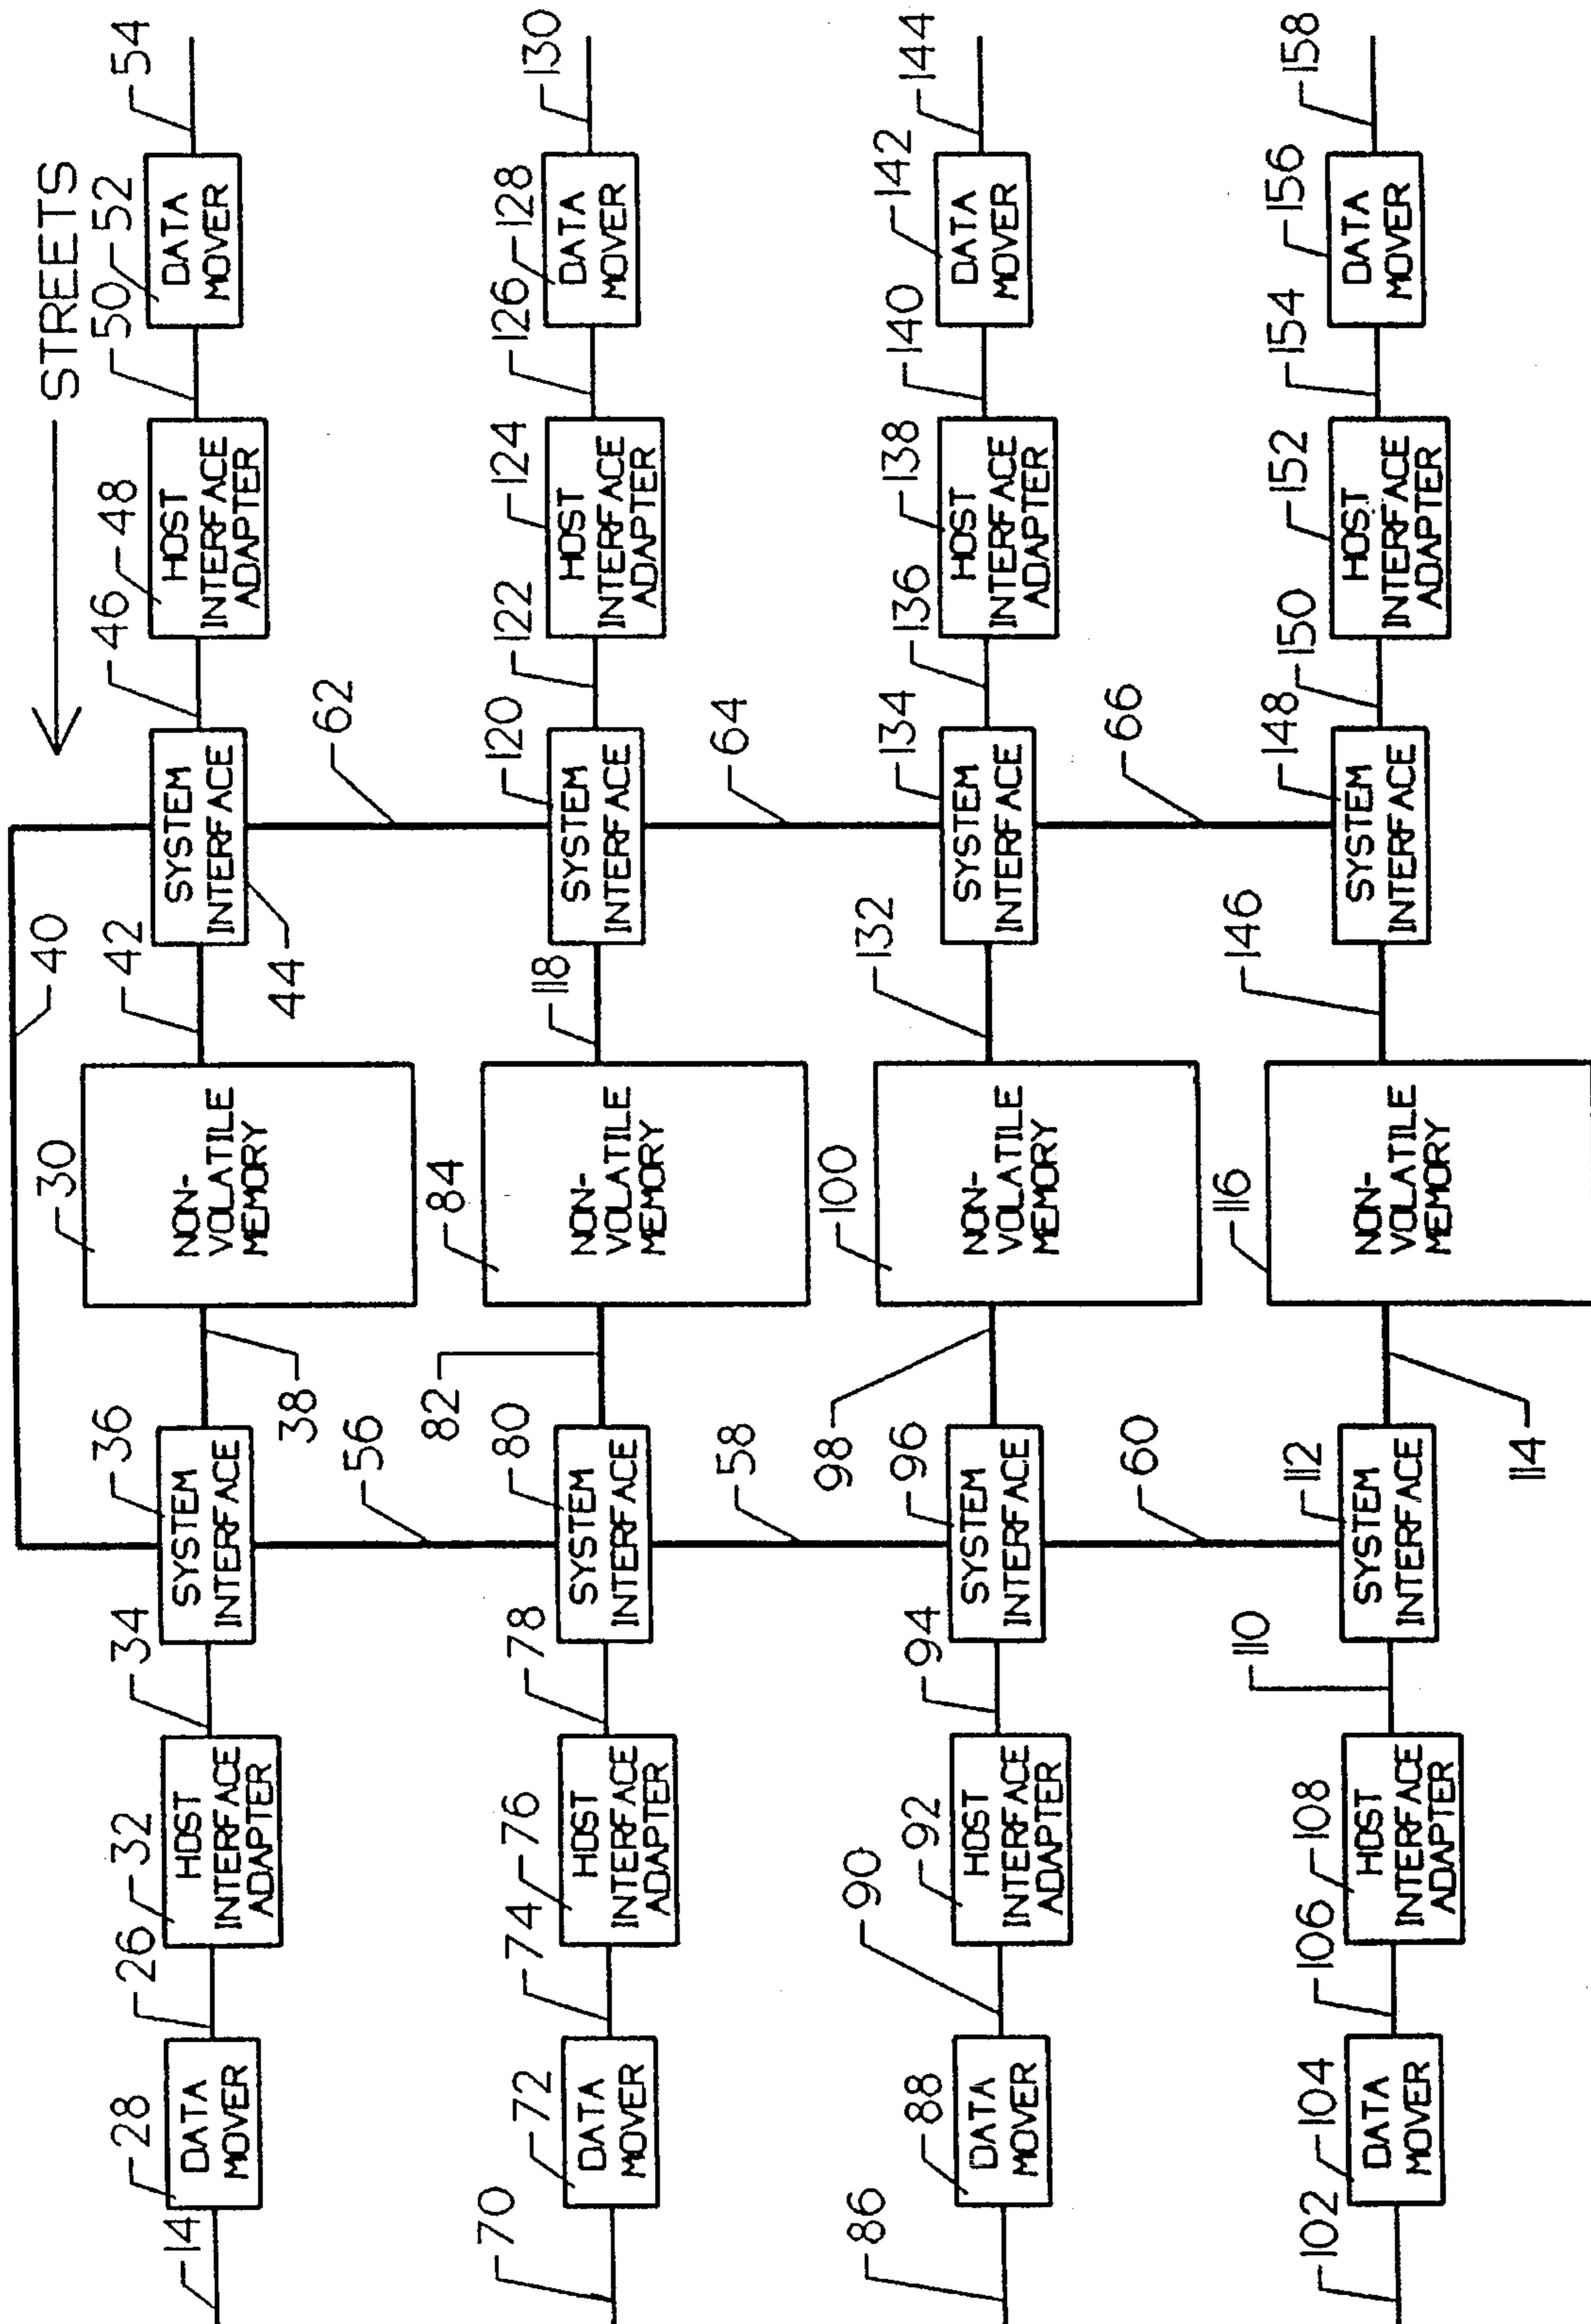 STREETS
40
14
28
26
32
34
36
30
42
46
48
50
52
54
DATA
MOVER
HOST
INTERFACE
ADAPTER
SYSTEM
INTERFACE
NON-
VOLATILE
MEMORY
SYSTEM
INTERFACE
HOST
INTERFACE
ADAPTER
DATA
MOVER
38
44
56
62
70
72
74
76
78
80
82
84
118
120
122
124
126
128
130
DATA
MOVER
HOST
INTERFACE
ADAPTER
SYSTEM
INTERFACE
NON-
VOLATILE
MEMORY
SYSTEM
INTERFACE
HOST
INTERFACE
ADAPTER
DATA
MOVER
58
64
86
88
90
92
94
96
98
100
132
134
136
138
140
142
144
DATA
MOVER
HOST
INTERFACE
ADAPTER
SYSTEM
INTERFACE
NON-
VOLATILE
MEMORY
SYSTEM
INTERFACE
HOST
INTERFACE
ADAPTER
DATA
MOVER
60
66
102
104
106
108
110
112
116
146
148
150
152
154
156
158
DATA
MOVER
HOST
INTERFACE
ADAPTER
SYSTEM
INTERFACE
NON-
VOLATILE
MEMORY
SYSTEM
INTERFACE
HOST
INTERFACE
ADAPTER
DATA
MOVER
114